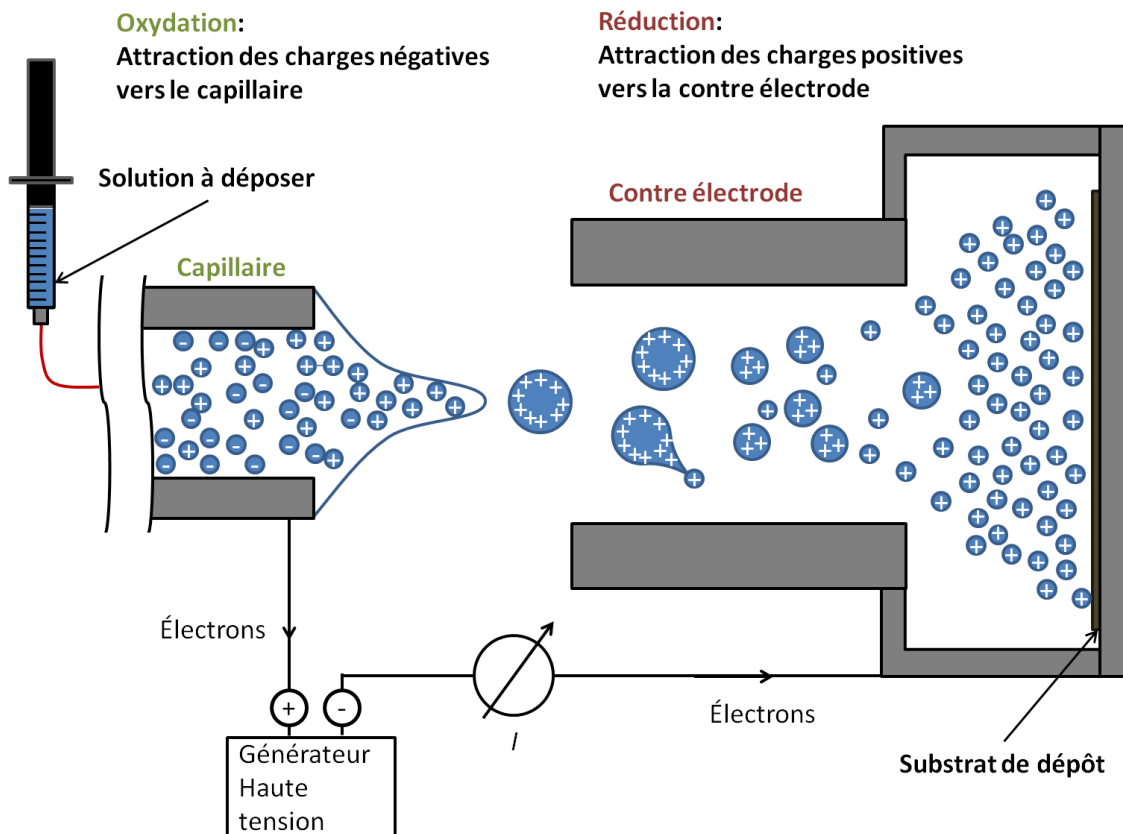 Oxydation:
Attraction des charges négatives
vers le capillaire
Réduction:
Attraction des charges positives
vers la contre électrode
Solution à déposer
Contre électrode
Capillaire
Électrons
+
-
I
Électrons
Générateur
Haute
tension
Substrat de dépôt